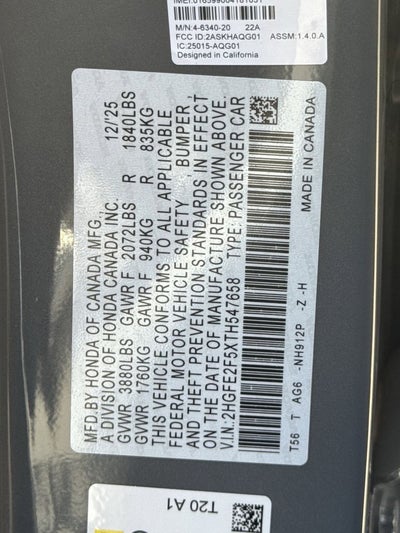 M/N:4-6340-20 22A
FCC ID:2ASKHAQG01 ASSM:1.4.0.A
IC:25015-AQG01
Designed in California
MFD.BY HONDA OF CANADA MFG., 12/'25
A DIVISION OF HONDA CANADA INC.
GVWR 3880LBS GAWR F 2072LBS R 1840LBS
GVWR 1760KG GAWR F 940KG R 835KG
THIS VEHICLE CONFORMS TO ALL APPLICABLE
FEDERAL MOTOR VEHICLE SAFETY, BUMPER,
AND THEFT PREVENTION STANDARDS IN EFFECT
ON THE DATE OF MANUFACTURE SHOWN ABOVE.
V.I.N:2HGFE2F5XTH547658 TYPE: PASSENGER CAR
MADE IN CANADA
T56 T AG6 -NH912P -Z -H
T20 A1